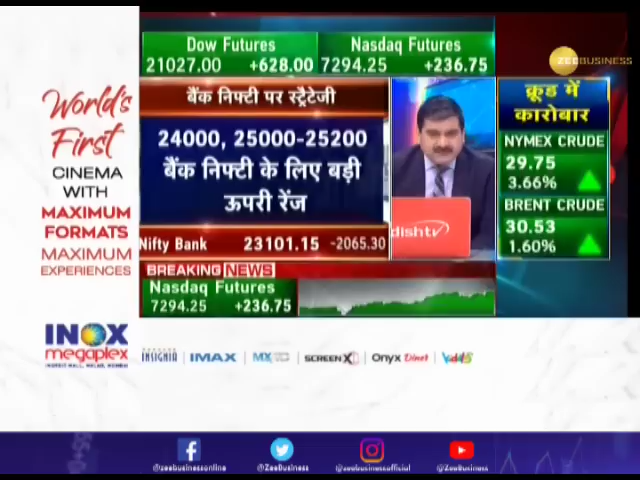 Dow Futures
21027.00 +628.00
Nasdaq Futures
7294.25 +236.75
ZEEBUSINESS
World's
First
CINEMA
WITH
MAXIMUM
FORMATS
MAXIMUM
EXPERIENCES
INOX
megaplex
बैंक निफ्टी पर स्ट्रैटेजी
24000, 25000-25200
बैंक निफ्टी के लिए बड़ी
ऊपरी रेंज
Nifty Bank 23101.15 -2065.30
dishtv
क्रूड में
कारोबार
NYMEX CRUDE
29.75
3.66%
BRENT CRUDE
30.53
1.60%
BREAKING NEWS
Nasdaq Futures
7294.25 +236.75
INSIGNIA IMAX SCREEN X Onyx
@zeebusinessonline @ZeeBusiness @zeebusinessofficial @ZeeBusiness